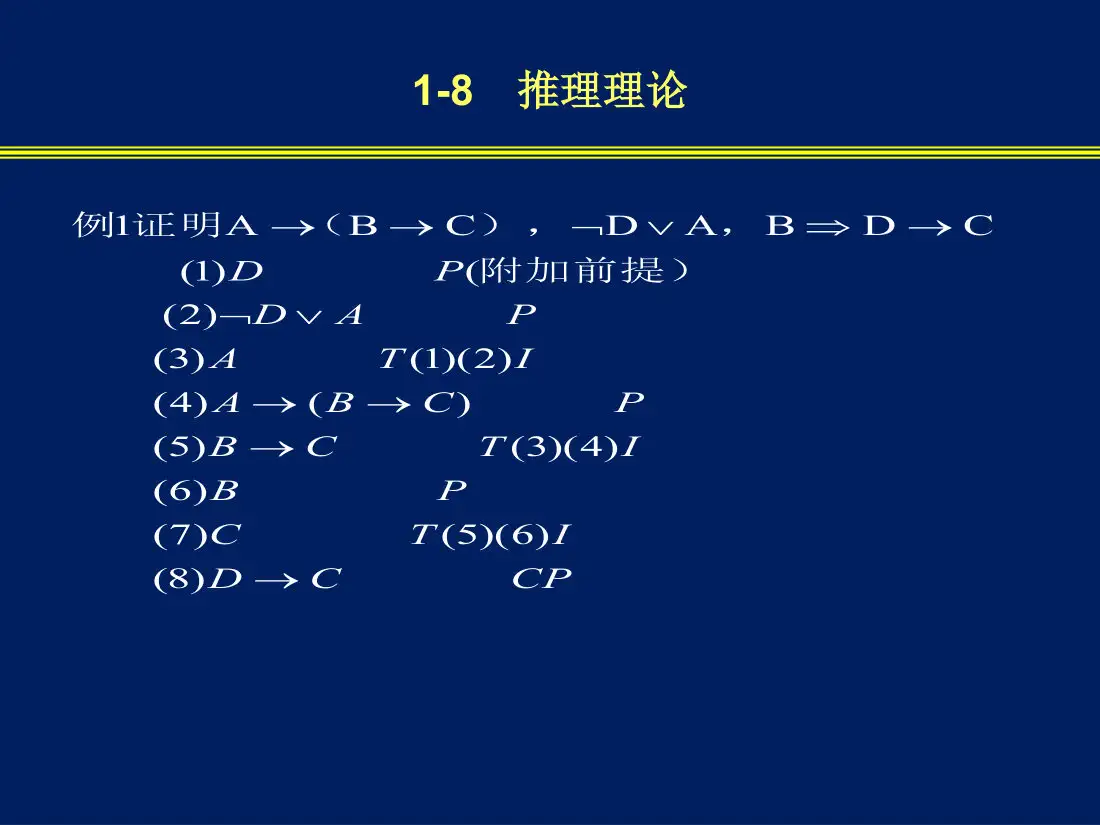 1-8 推理理论
例1证明A→（B→C），¬D∨A，B⇒D→C
(1)D P(附加前提）
(2)¬D∨A P
(3)A T(1)(2)I
(4)A→(B→C) P
(5)B→C T(3)(4)I
(6)B P
(7)C T(5)(6)I
(8)D→C CP